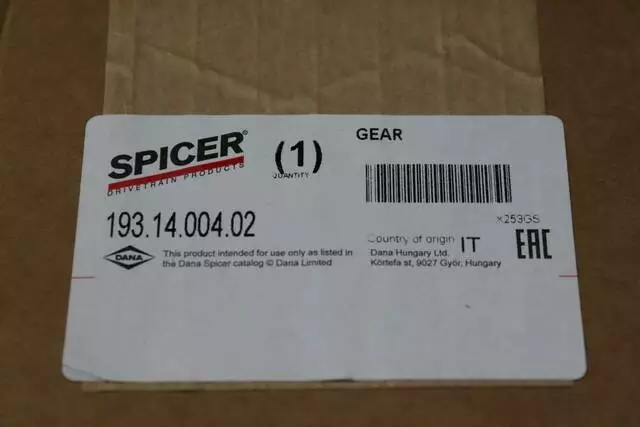 GEAR
SPICER®
DRIVETRAIN PRODUCTS
(1)
QUANTITY
193.14.004.02
×253GS
Country of origin IT
EAC
DANA
This product intended for use only as listed in
the Dana Spicer catalog © Dana Limited
Dana Hungary Ltd.
Körtefa st, 9027 Győr, Hungary